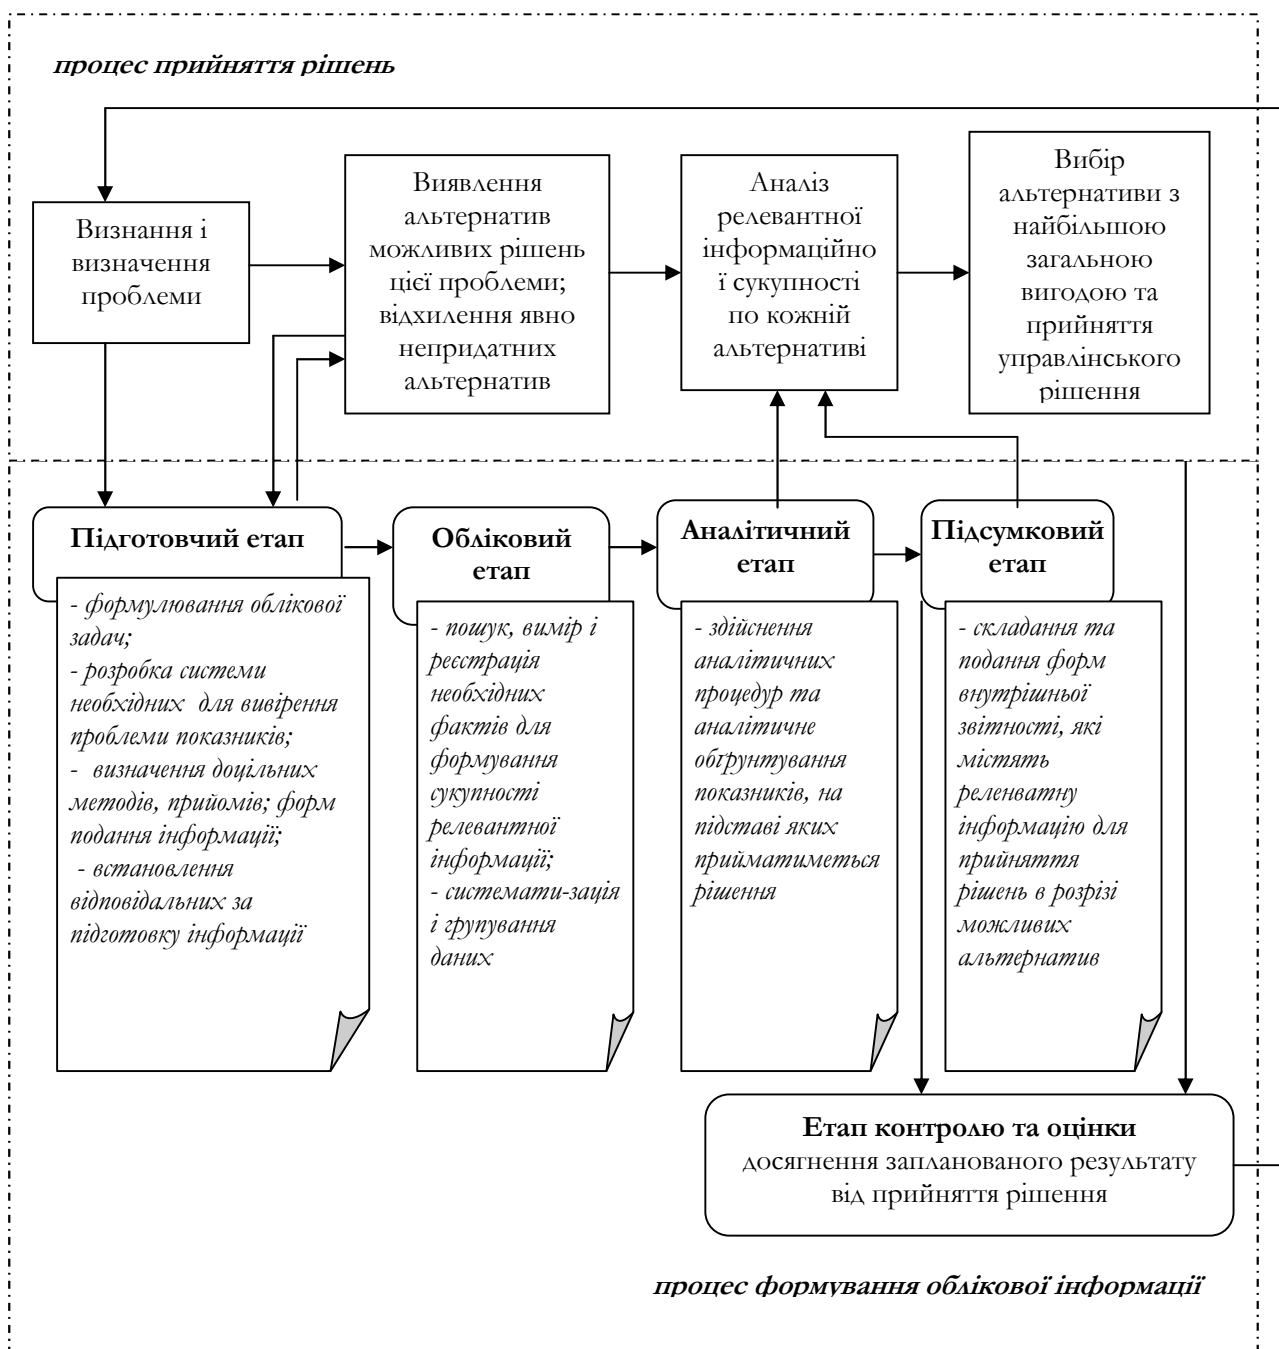 процес прийняття рішень
Визнання і
визначення
проблеми
Виявлення
альтернатив
можливих рішень
цієї проблеми;
відхилення явно
непридатних
альтернатив
Аналіз
релевантної
інформаційно
ї сукупності
по кожній
альтернативі
Вибір
альтернативи з
найбільшою
загальною
вигодою та
прийняття
управлінського
рішення
Підготовчий етап
- формулювання облікової
задач;
- розробка системи
необхідних для вивірення
проблеми показників;
- визначення доцільних
методів, прийомів; форм
подання інформації;
- встановлення
відповідальних за
підготовку інформації
Обліковий
етап
- пошук, вимір і
реєстрація
необхідних
фактів для
формування
сукупності
релевантної
інформації;
- системати-зація
і групування
даних
Аналітичний
етап
- здійснення
аналітичних
процедур та
аналітичне
обґрунтування
показників, на
підставі яких
прийматиметься
рішення
Підсумковий
етап
- складання та
подання форм
внутрішньої
звітності, які
містять
реленватну
інформацію для
прийняття
рішень в розрізі
можливих
альтернатив
Етап контролю та оцінки
досягнення запланованого результату
від прийняття рішення
процес формування облікової інформації